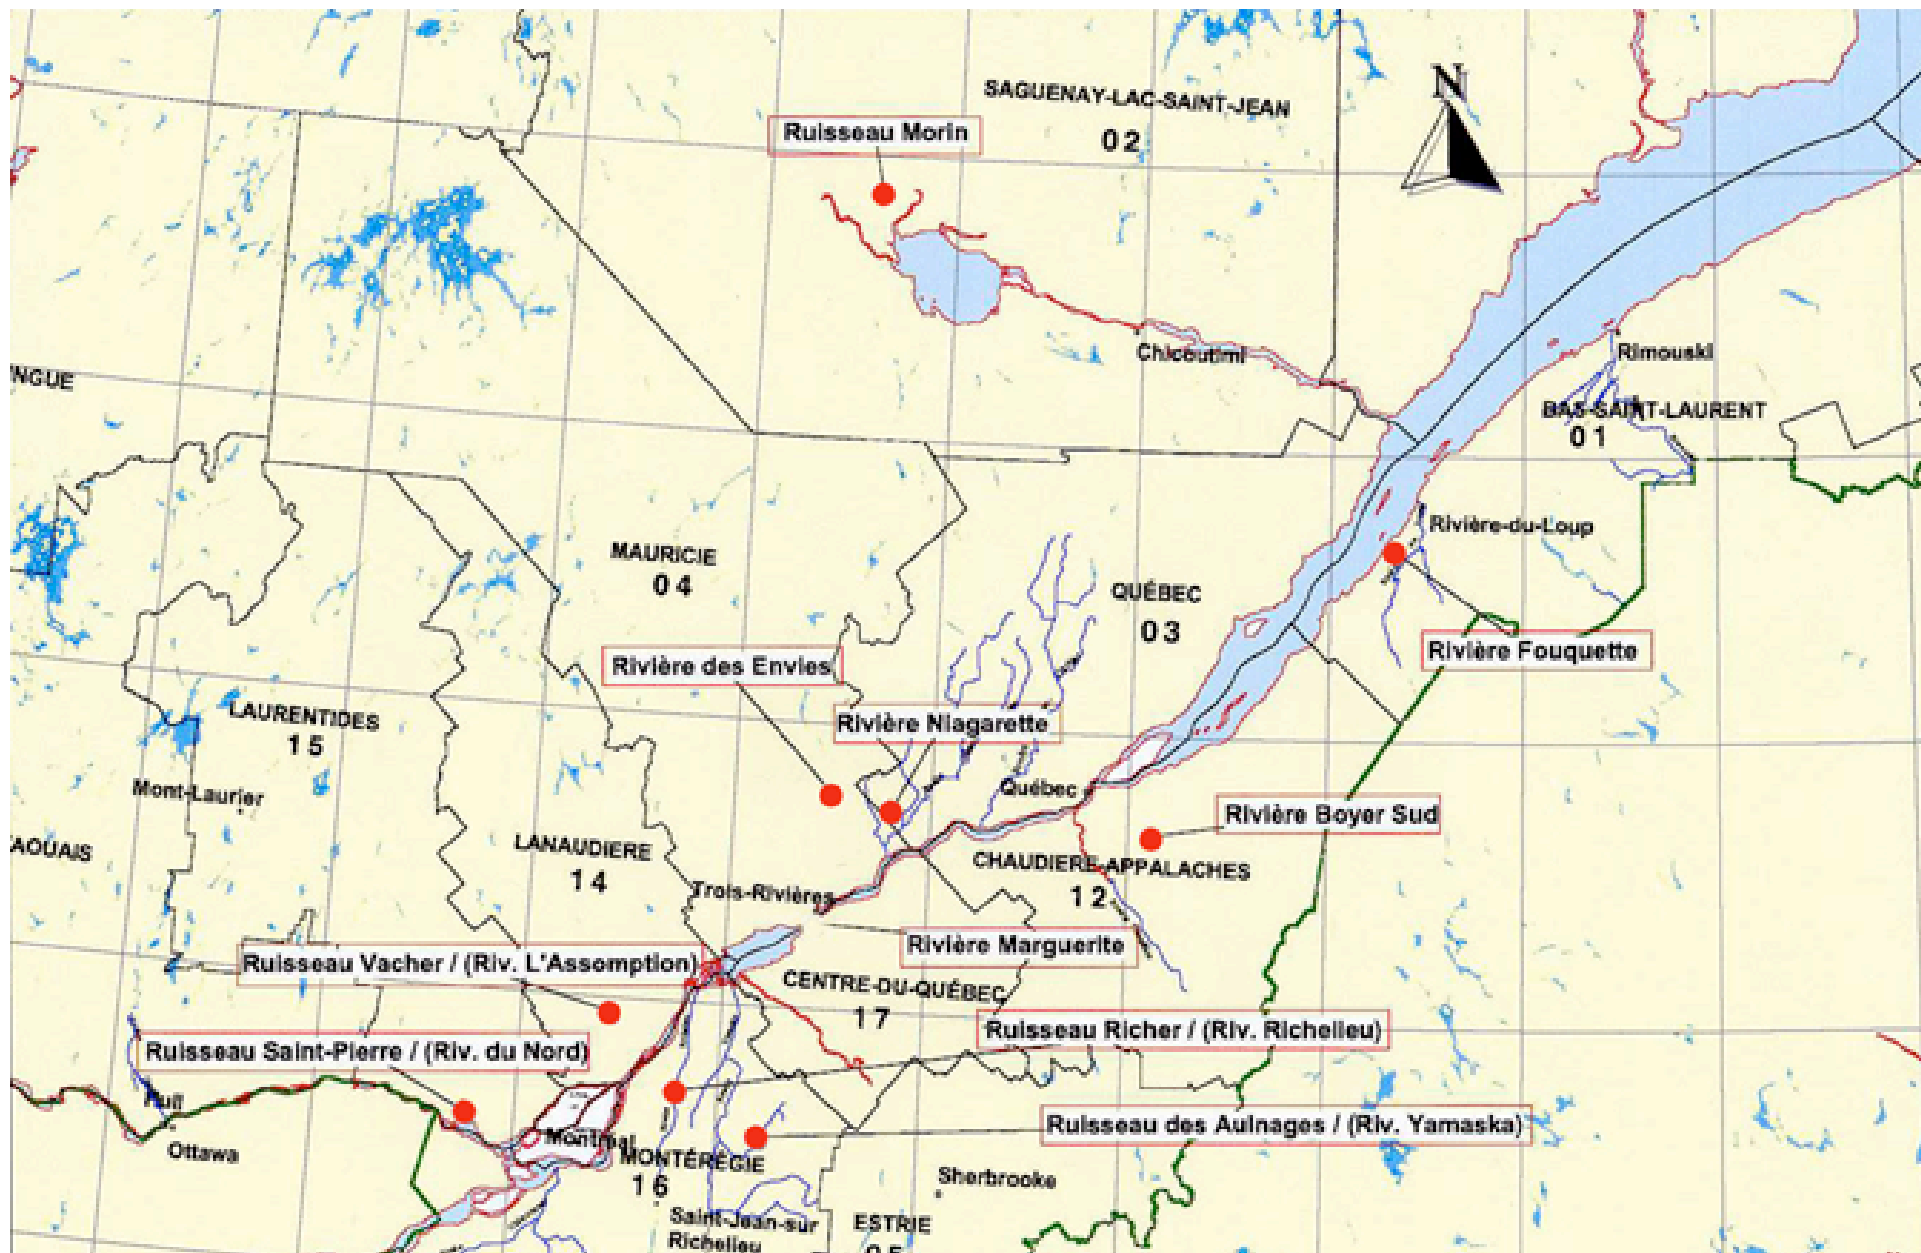 N
SAGUENAY-LAC-SAINT-JEAN
02
Ruisseau Morin
Chicoutimi
Rimouski
NGUE
BAS-SAINT-LAURENT
01
Rivière-du-Loup
MAURICIE
04
QUÉBEC
03
Rivière Fouquette
Rivière des Envies
Rivière Niagarette
LAURENTIDES
15
Mont-Laurier
Québec
Rivière Boyer Sud
AOUAIS
LANAUDIERE
14
CHAUDIERE-APPALACHES
12
Trois-Rivières
Rivière Marguerite
Ruisseau Vacher / (Riv. L'Assomption)
CENTRE-DU-QUÉBEC
17
Ruisseau Richer / (Riv. Richelieu)
Ruisseau Saint-Pierre / (Riv. du Nord)
Hull
Ottawa
Montréal
Ruisseau des Aulnages / (Riv. Yamaska)
MONTÉRÉGIE
16
Sherbrooke
Saint-Jean-sur
Richelieu
ESTRIE
05